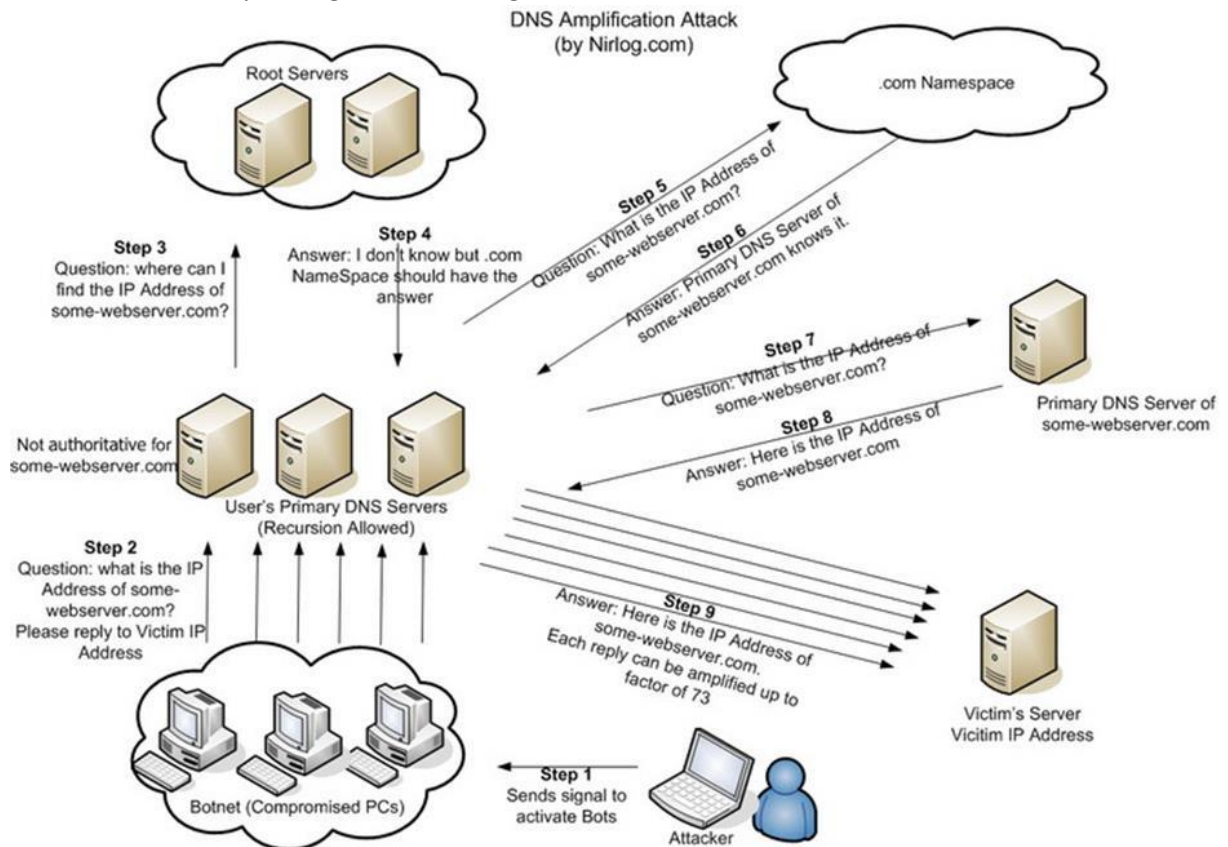 DNS Amplification Attack
(by Nirlog.com)
Root Servers
.com Namespace
Step 3
Question: where can I
find the IP Address of
some-webserver.com?
Step 4
Answer: I don't know but .com
NameSpace should have the
answer
Step 5
Question: What is the IP Address of
some-webserver.com?
Step 6
Answer: Primary DNS Server of
some-webserver.com knows it.
Step 7
Question: What is the IP Address of
some-webserver.com?
Step 8
Answer: Here is the IP Address of
some-webserver.com
Primary DNS Server of
some-webserver.com
Not authoritative for
some-webserver.com
User's Primary DNS Servers
(Recursion Allowed)
Step 2
Question: what is the IP
Address of some-
webserver.com?
Please reply to Victim IP
Address
Step 9
Answer: Here is the IP Address of
some-webserver.com.
Each reply can be amplified up to
factor of 73
Victim's Server
Vicitim IP Address
Botnet (Compromised PCs)
Step 1
Sends signal to
activate Bots
Attacker